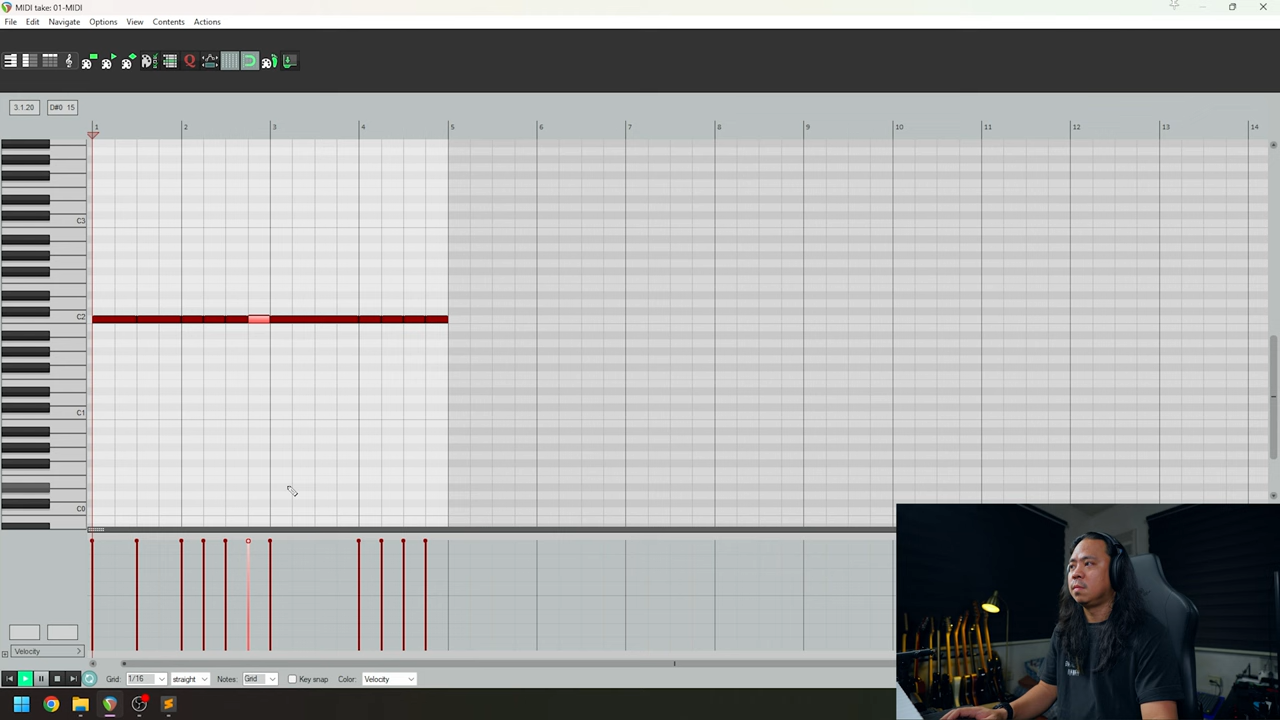 MIDI take: 01-MIDI
File Edit Navigate Options View Contents Actions
Q
3.1.20 D#0 15
1 2 3 4 5 6 7 8 9 10 11 12 13 14
C3
C2
C1
C0
Velocity
Grid: 1/16 straight Notes: Grid Key snap Color: Velocity